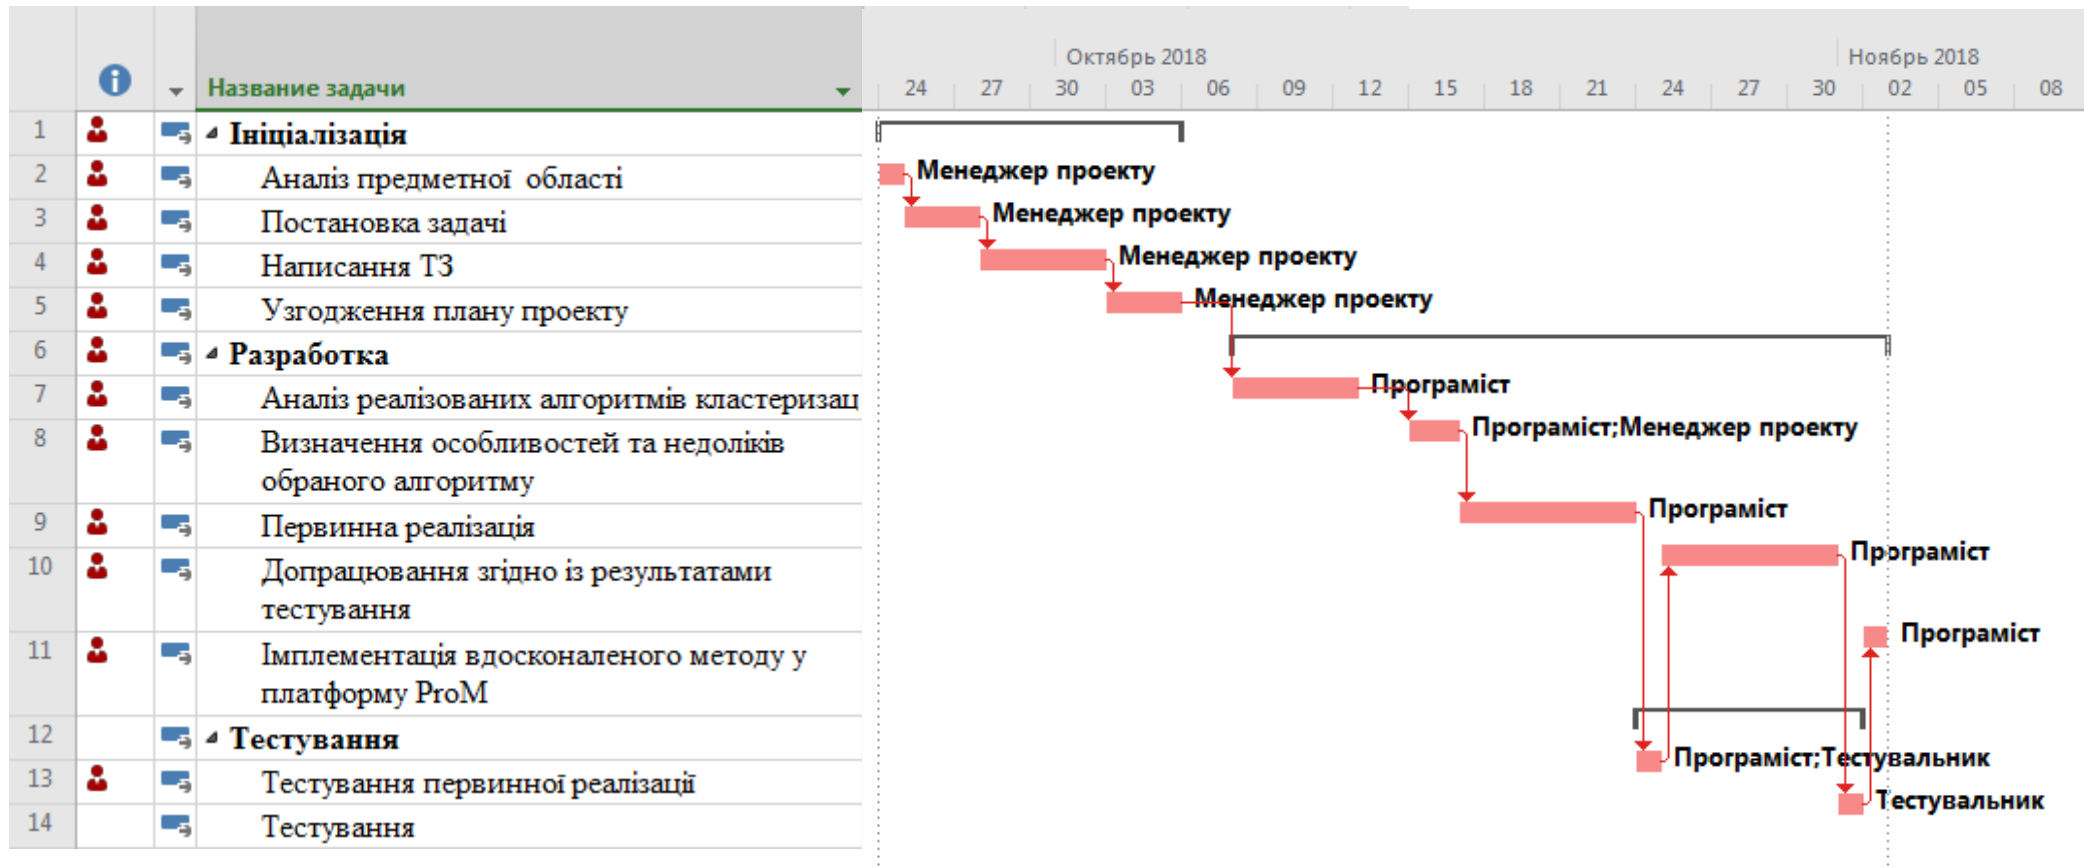 Октябрь 2018
Ноябрь 2018
Название задачи
24 27 30 03 06 09 12 15 18 21 24 27 30 02 05 08
1 Ініціалізація
2 Аналіз предметної області Менеджер проекту
3 Постановка задачі Менеджер проекту
4 Написання ТЗ Менеджер проекту
5 Узгодження плану проекту Менеджер проекту
6 Разработка
7 Аналіз реалізованих алгоритмів кластеризац Програміст
8 Визначення особливостей та недоліків Програміст;Менеджер проекту
обраного алгоритму
9 Первинна реалізація Програміст
10 Допрацювання згідно із результатами Програміст
тестування
11 Імплементація вдосконаленого методу у Програміст
платформу ProM
12 Тестування
13 Тестування первинної реалізації Програміст;Тестувальник
14 Тестування Тестувальник